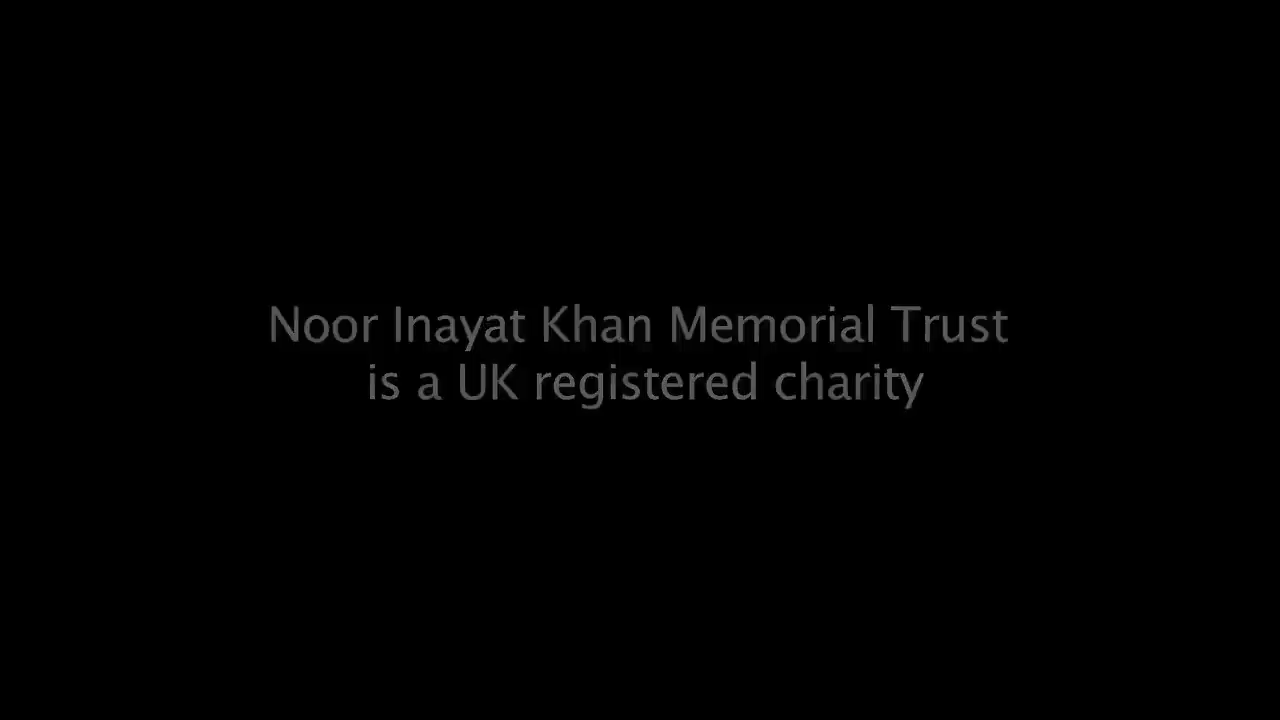 Noor Inayat Khan Memorial Trust
is a UK registered charity